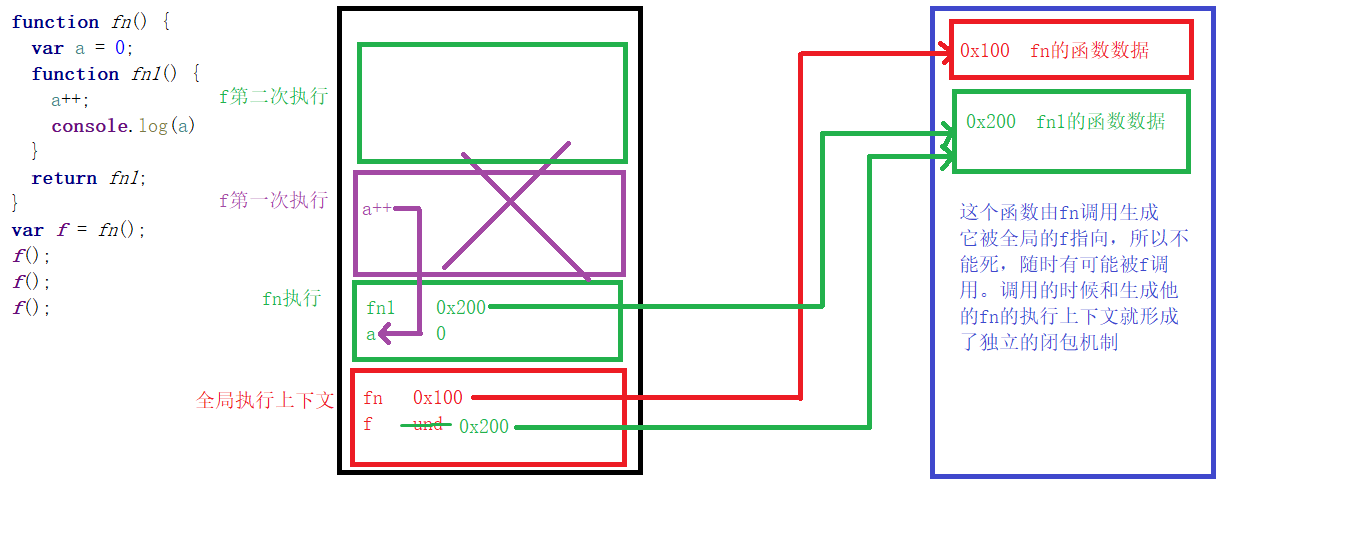 function fn() {
var a = 0;
function fn1() {
a++;
console.log(a)
}
return fn1;
}
var f = fn();
f();
f();
f();
f第二次执行
f第一次执行
a++
fn执行
fn1 0x200
a 0
全局执行上下文
fn 0x100
f und 0x200
0x100 fn的函数数据
0x200 fn1的函数数据
这个函数由fn调用生成
它被全局的f指向，所以不
能死，随时有可能被f调
用。调用的时候和生成他
的fn的执行上下文就形成
了独立的闭包机制